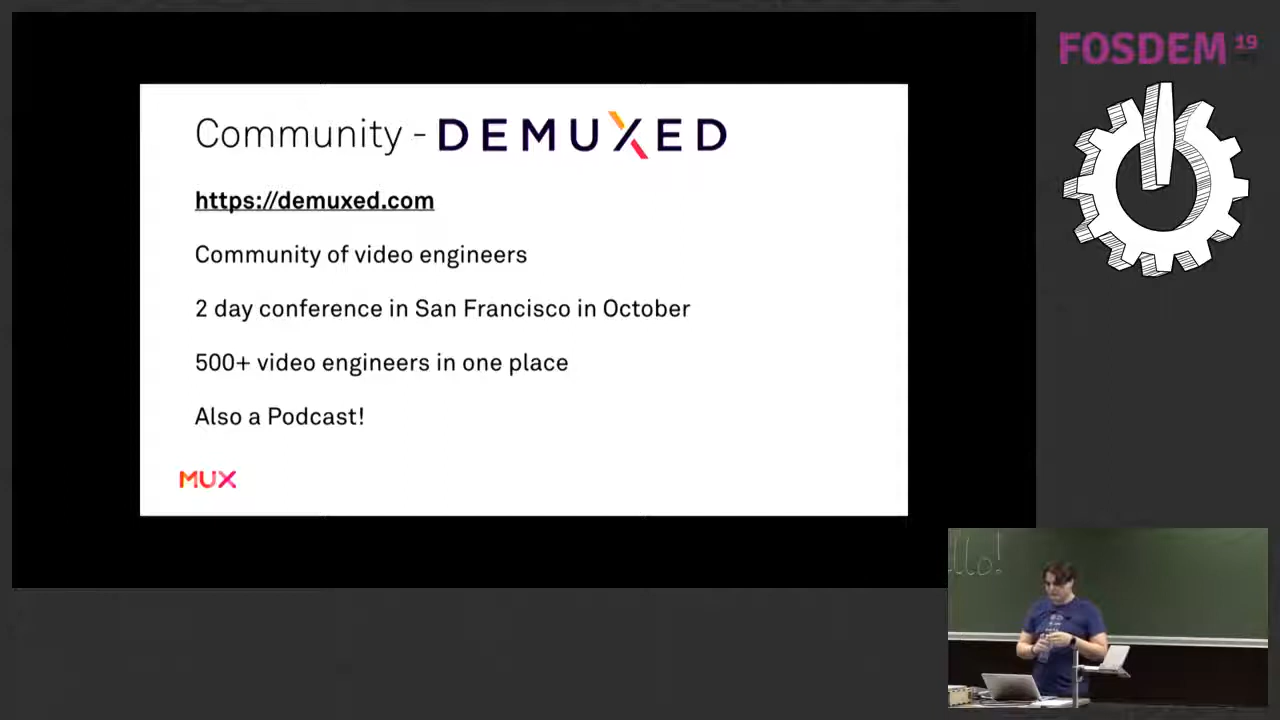 Community - DEMUXED
https://demuxed.com
Community of video engineers
2 day conference in San Francisco in October
500+ video engineers in one place
Also a Podcast!
MUX
FOSDEM 19
llo!